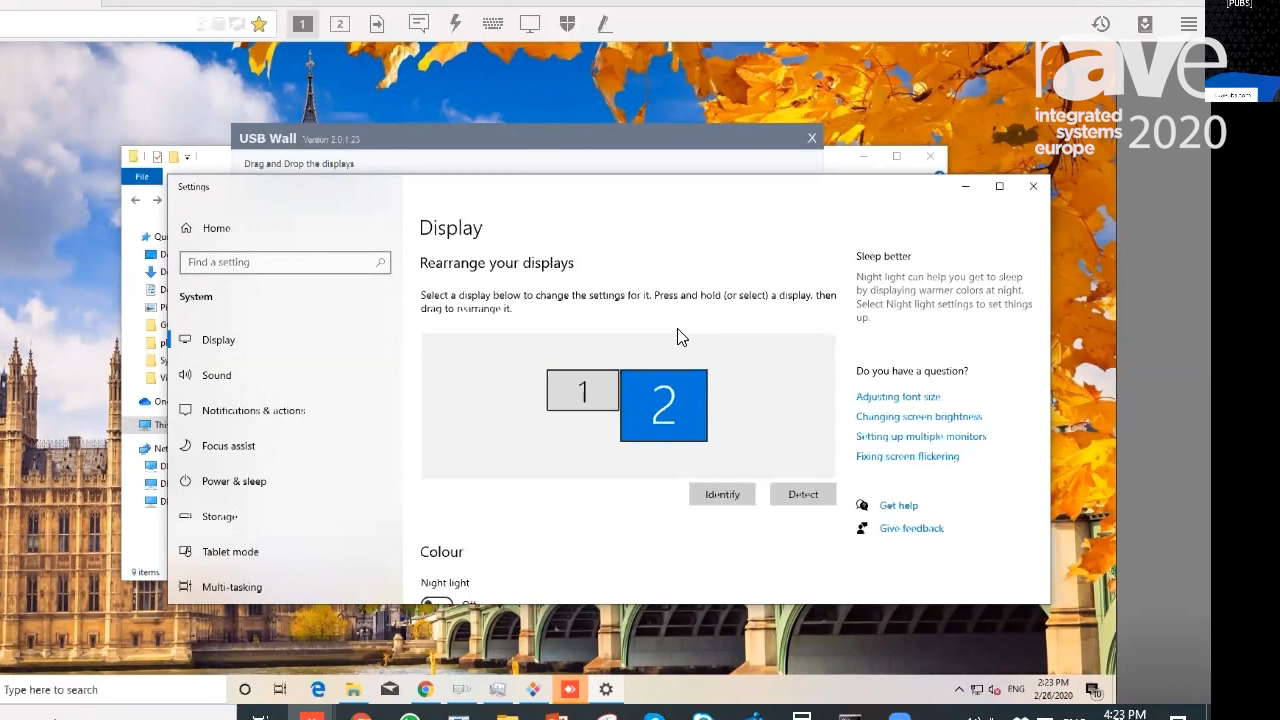 [PUBS]
1
2
rave
integrated
systems
europe
2020
USB Wall Version 2.0.1.23
X
Drag and Drop the displays
File
Settings
Home
Find a setting
System
Display
Sound
Notifications & actions
Focus assist
Power & sleep
Storage
Tablet mode
Multi-tasking
9 items
Display
Rearrange your displays
Select a display below to change the settings for it. Press and hold (or select) a display, then
drag to rearrange it.
1
2
Identify
Detect
Colour
Night light
Off
Sleep better
Night light can help you get to sleep
by displaying warmer colors at night.
Select Night light settings to set things
up.
Do you have a question?
Adjusting font size
Changing screen brightness
Setting up multiple monitors
Fixing screen flickering
Get help
Give feedback
Type here to search
ENG
2:23 PM
2/26/2020
10
4:23 PM